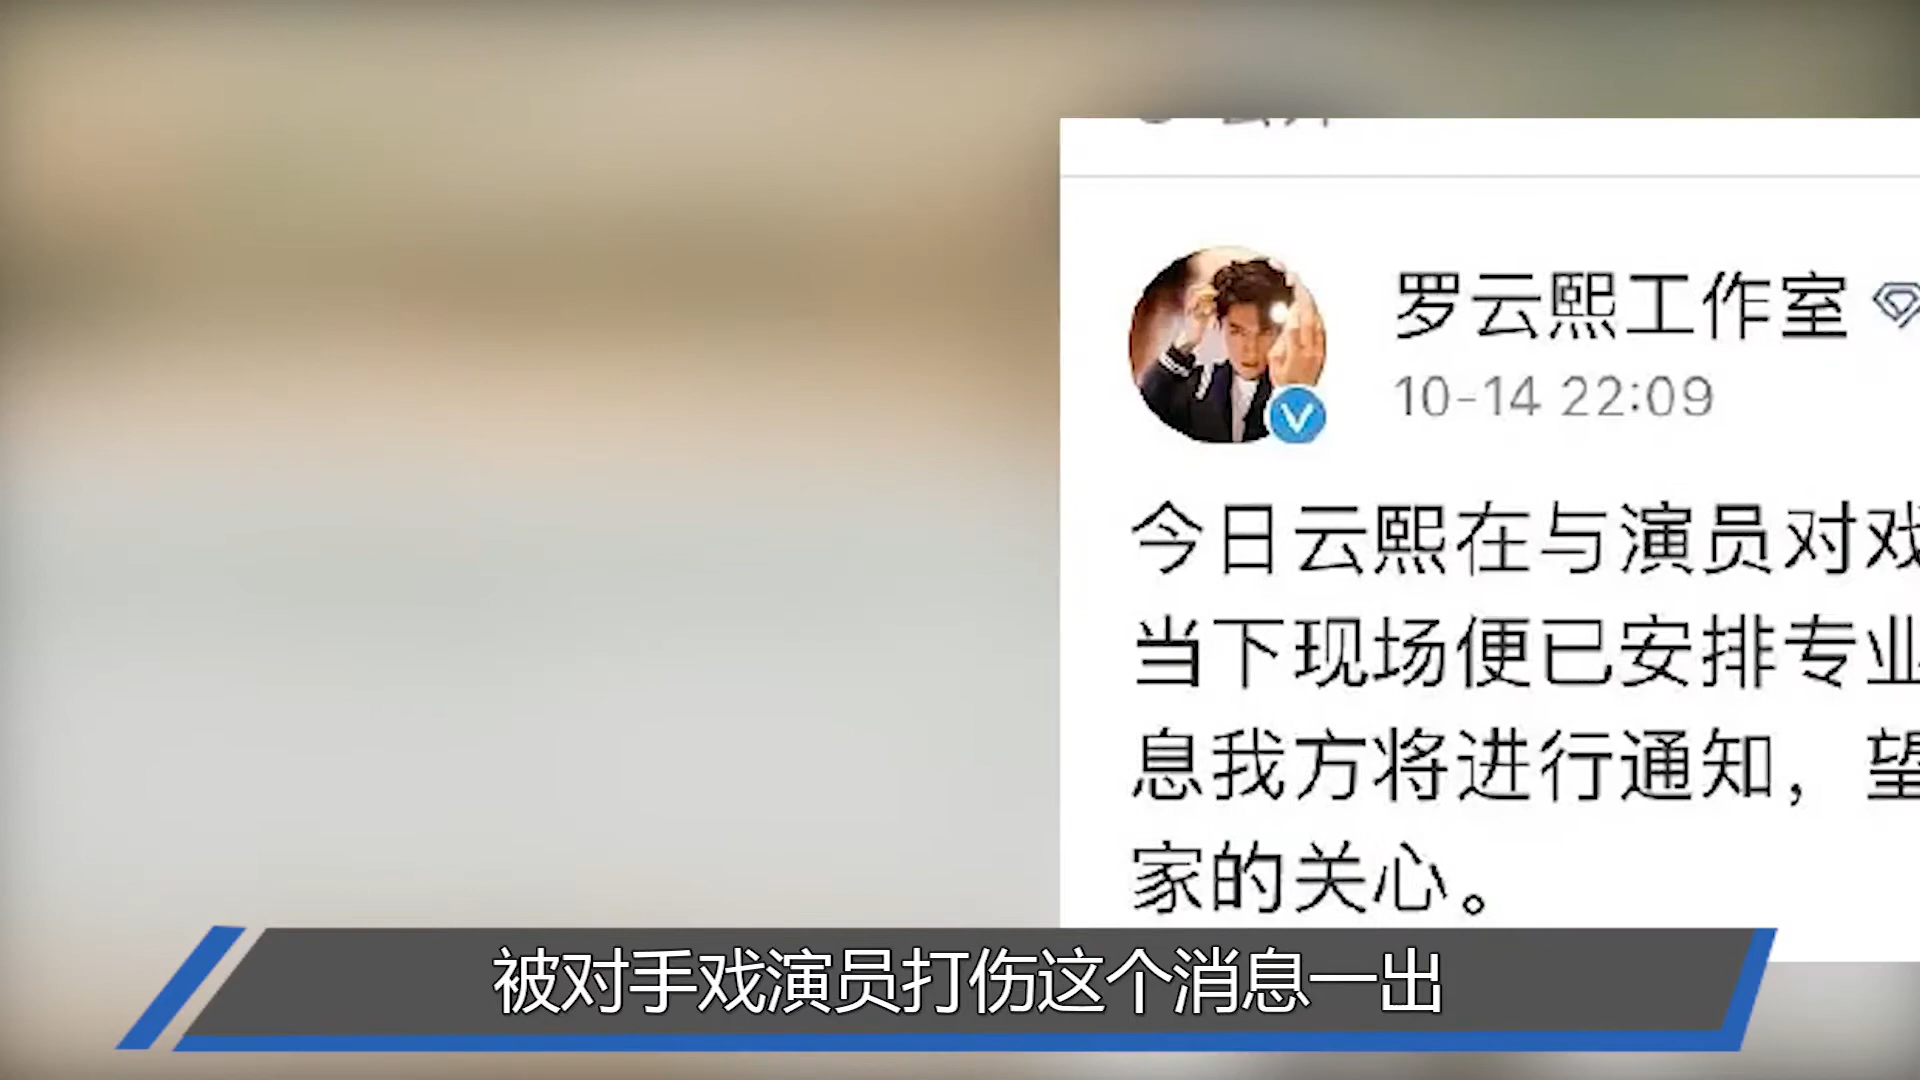 罗云熙工作室
10-14 22:09
今日云熙在与演员对戏
当下现场便已安排专业
息我方将进行通知，望
家的关心。
被对手戏演员打伤这个消息一出